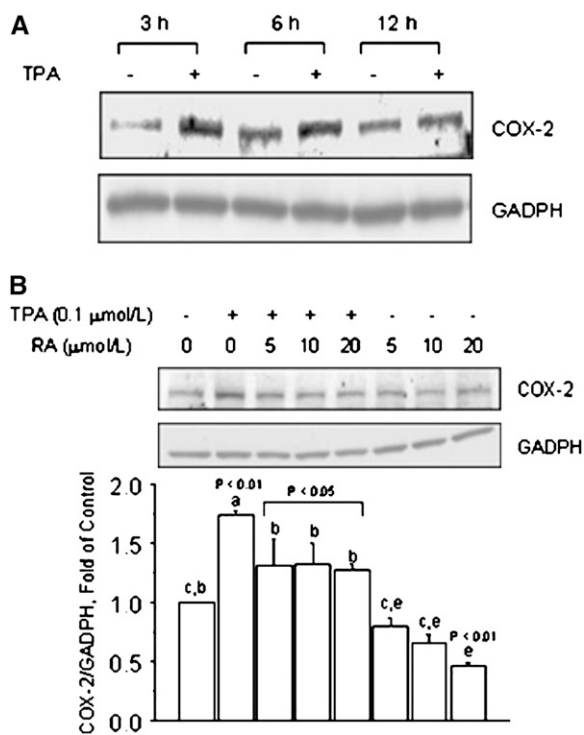 A
3 h 6 h 12 h
TPA - + - + - +
COX-2
GADPH
B
TPA (0.1 μmol/L) - + + + + - - -
RA (μmol/L) 0 0 5 10 20 5 10 20
COX-2
GADPH
COX-2/GADPH, Fold of Control
2.0
1.5
1.0
0.5
0.0
P < 0.01
P < 0.05
a
b b b
c,b
c,e c,e
P < 0.01
e